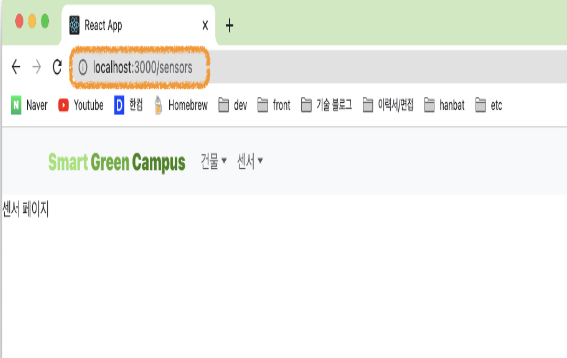 React App
localhost:3000/sensors
N Naver Youtube D 한컴 Homebrew dev front 기술 블로그 이력서/면접 hanbat etc
Smart Green Campus 건물 센서
센서 페이지